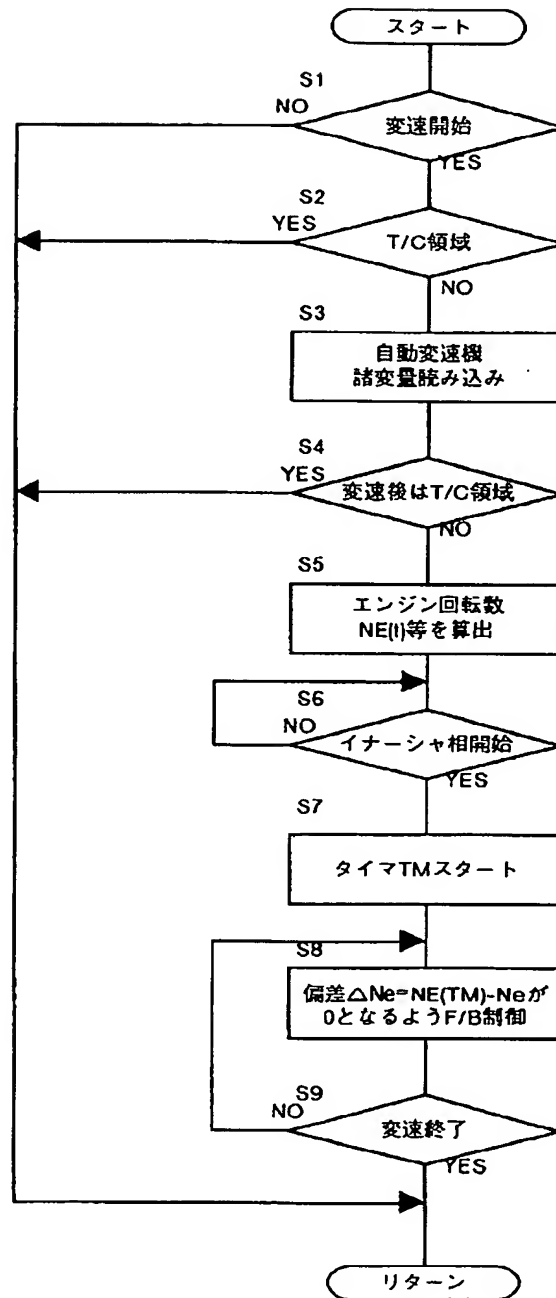 スタート
S1
NO
変速開始
YES
S2
YES
T/C領域
NO
S3
自動変速機
諸変量読み込み
S4
YES
変速後はT/C領域
NO
S5
エンジン回転数
NE(t)等を算出
S6
NO
イナーシャ相開始
YES
S7
タイマTMスタート
S8
偏差△Ne=NE(TM)-Neが
0となるようF/B制御
S9
NO
変速終了
YES
リターン